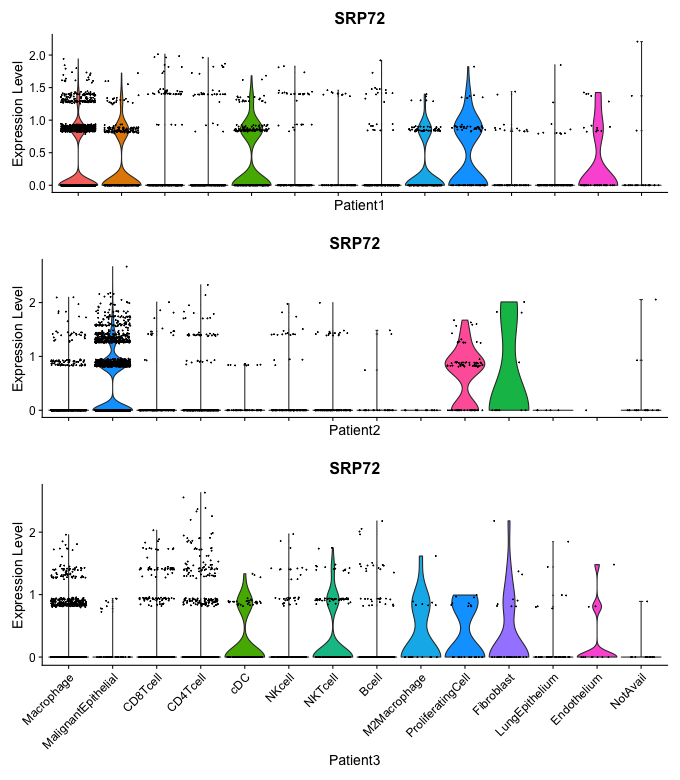 SRP72
Expression Level
2.0
1.5
1.0
0.5
0.0
Patient1
SRP72
Expression Level
2
1
0
Patient2
SRP72
Expression Level
2
1
0
Macrophage
MalignantEpithelial
CD8Tcell
CD4Tcell
cDC
NKcell
NKTcell
Bcell
M2Macrophage
ProliferatingCell
Fibroblast
LungEpithelium
Endothelium
NotAvail
Patient3